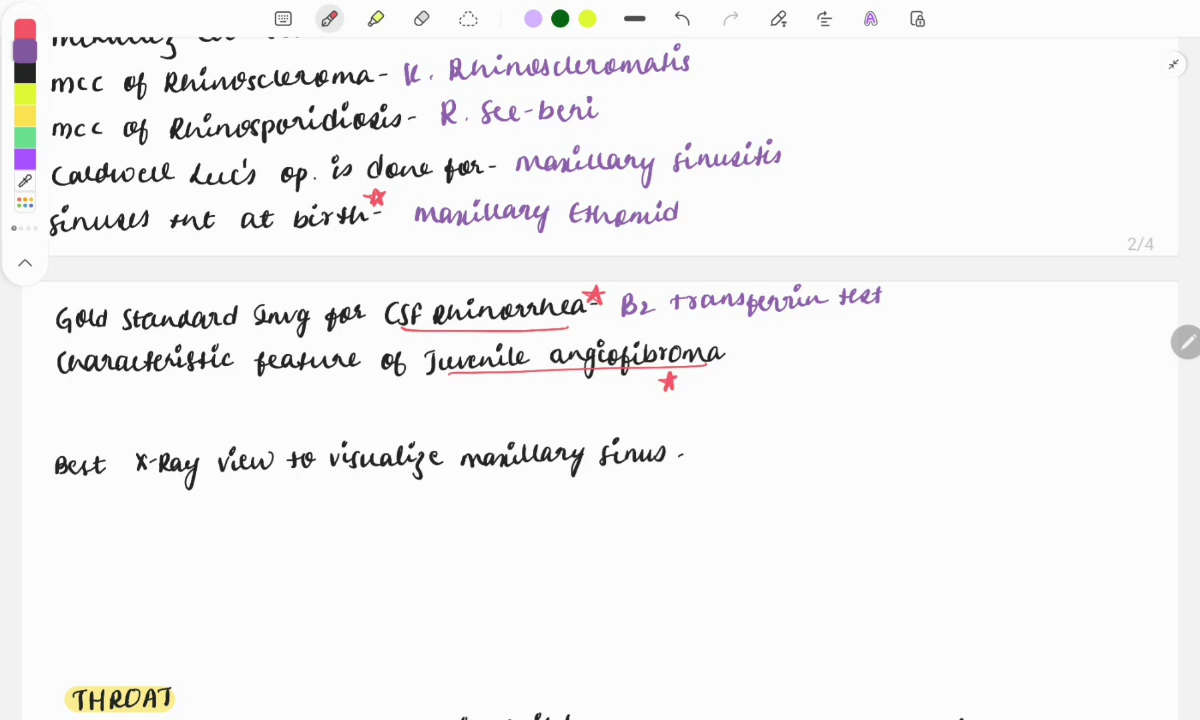 mcc of Rhinoscleroma- K. Rhinoscleromatis
mcc of Rhinosporidiosis- R. See-beri
Caldwell Luc's op. is done for- maxillary sinusitis
sinuses tnt at birth- maxillary Ethomid
2/4
Gold Standard Invg for CSF Rhinorrhea- B2 transferrin test
Characteristic feature of Juvenile angiofibroma
Best X-Ray view to visualize maxillary sinus.
THROAT